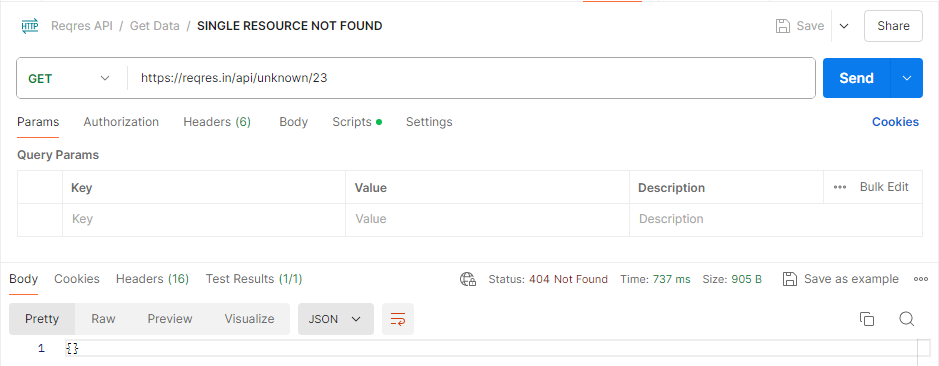 HTTP Reqres API / Get Data / SINGLE RESOURCE NOT FOUND Save Share
GET https://reqres.in/api/unknown/23 Send
Params Authorization Headers (6) Body Scripts Settings Cookies
Query Params
Key Value Description Bulk Edit
Key Value Description
Body Cookies Headers (16) Test Results (1/1) Status: 404 Not Found Time: 737 ms Size: 905 B Save as example
Pretty Raw Preview Visualize JSON
1 {}